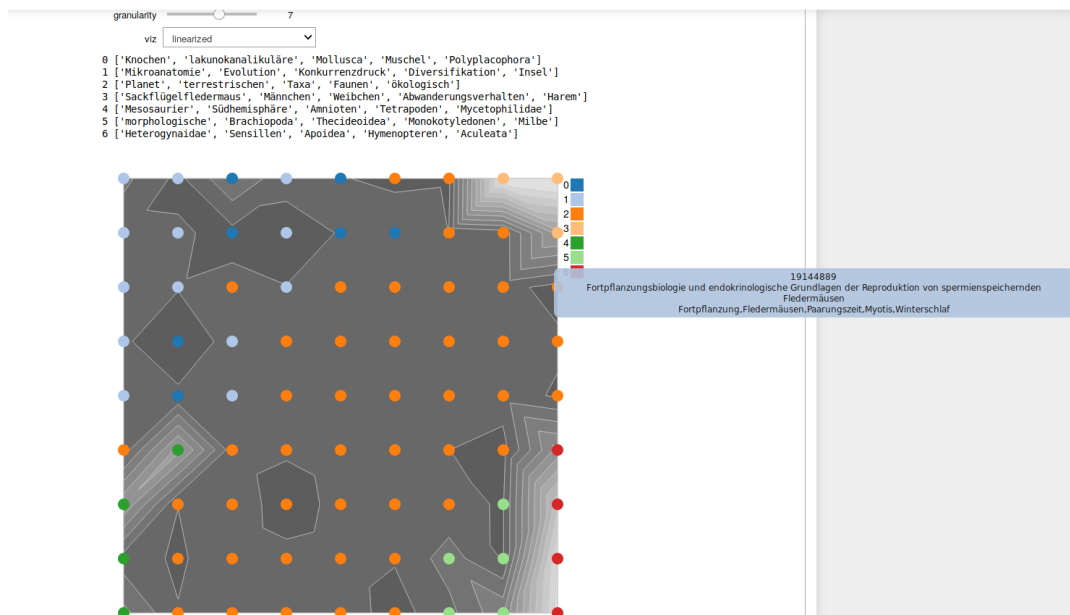 granularity 7
viz linearized
0 ['Knochen', 'lakunokanalikuläre', 'Mollusca', 'Muschel', 'Polyplacophora']
1 ['Mikroanatomie', 'Evolution', 'Konkurrenzdruck', 'Diversifikation', 'Insel']
2 ['Planet', 'terrestrischen', 'Taxa', 'Faunen', 'ökologisch']
3 ['Sackflügelfledermaus', 'Männchen', 'Weibchen', 'Abwanderungsverhalten', 'Harem']
4 ['Mesosaurier', 'Südhemisphäre', 'Amnioten', 'Tetrapoden', 'Mycetophilidae']
5 ['morphologische', 'Brachiopoda', 'Thecideoidea', 'Monokotyledonen', 'Milbe']
6 ['Heterogynaidae', 'Sensillen', 'Apoidea', 'Hymenopteren', 'Aculeata']
0
1
2
3
4
5
19144889
Fortpflanzungsbiologie und endokrinologische Grundlagen der Reproduktion von spermienspeichernden
Fledermäusen
Fortpflanzung,Fledermäusen,Paarungszeit,Myotis,Winterschlaf